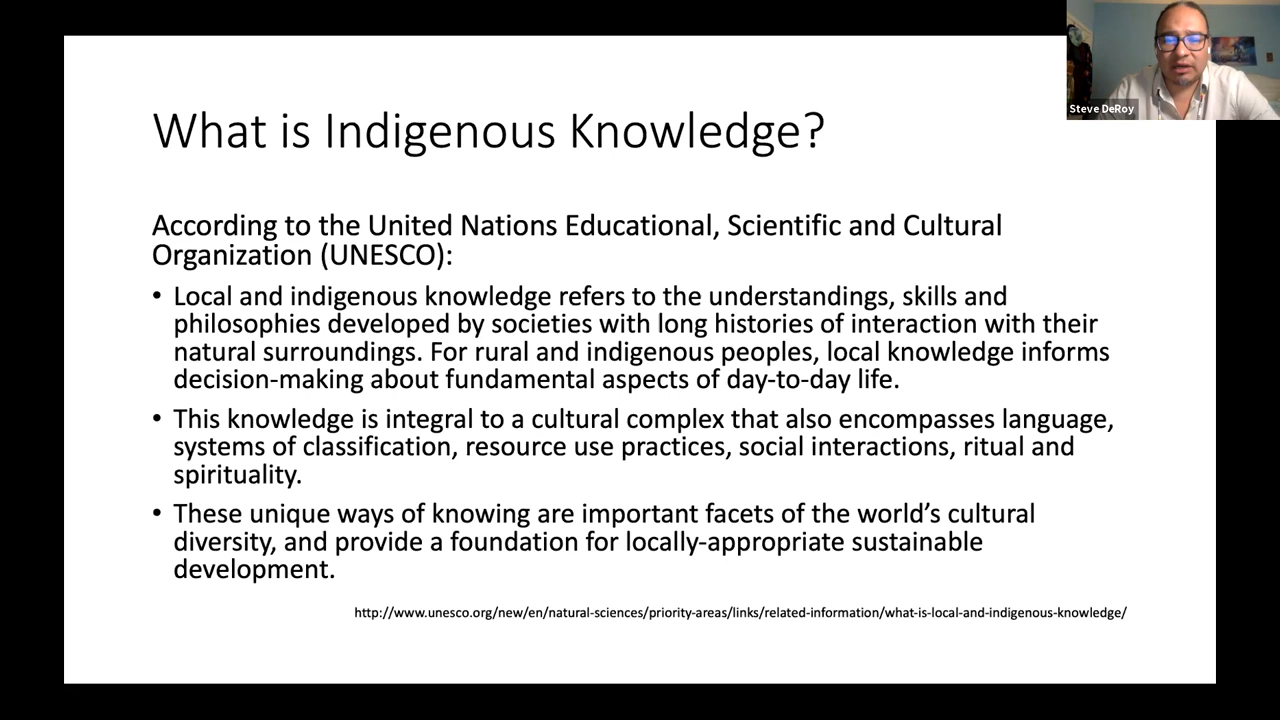 Steve DeRoy
What is Indigenous Knowledge?
According to the United Nations Educational, Scientific and Cultural
Organization (UNESCO):
• Local and indigenous knowledge refers to the understandings, skills and
philosophies developed by societies with long histories of interaction with their
natural surroundings. For rural and indigenous peoples, local knowledge informs
decision-making about fundamental aspects of day-to-day life.
• This knowledge is integral to a cultural complex that also encompasses language,
systems of classification, resource use practices, social interactions, ritual and
spirituality.
• These unique ways of knowing are important facets of the world’s cultural
diversity, and provide a foundation for locally-appropriate sustainable
development.
http://www.unesco.org/new/en/natural-sciences/priority-areas/links/related-information/what-is-local-and-indigenous-knowledge/